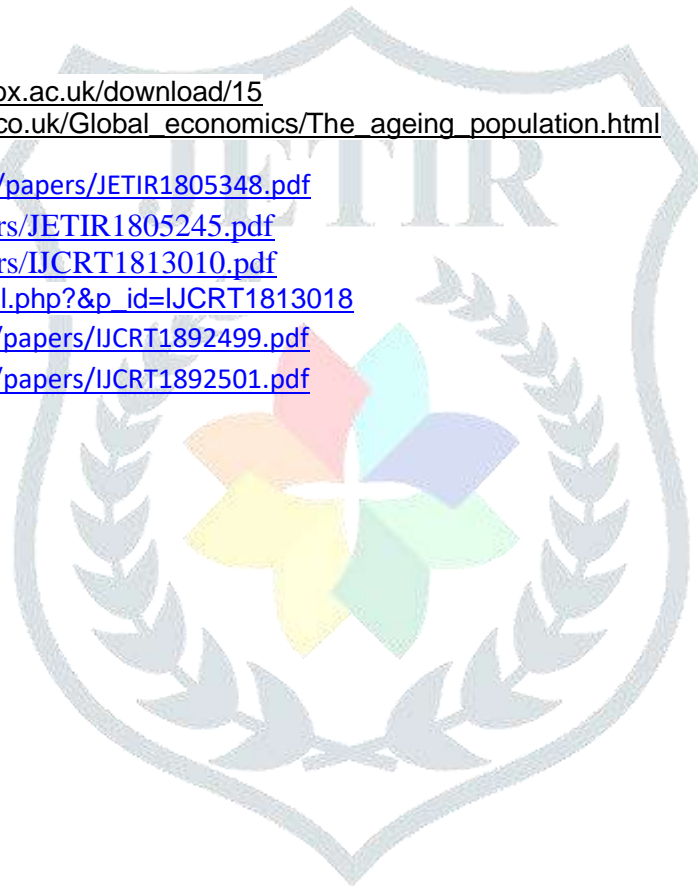 ox.ac.uk/download/15
co.uk/Global_economics/The_ageing_population.html
/papers/JETIR1805348.pdf
rs/JETIR1805245.pdf
rs/IJCRT1813010.pdf
l.php?&p_id=IJCRT1813018
/papers/IJCRT1892499.pdf
/papers/IJCRT1892501.pdf
JETIR